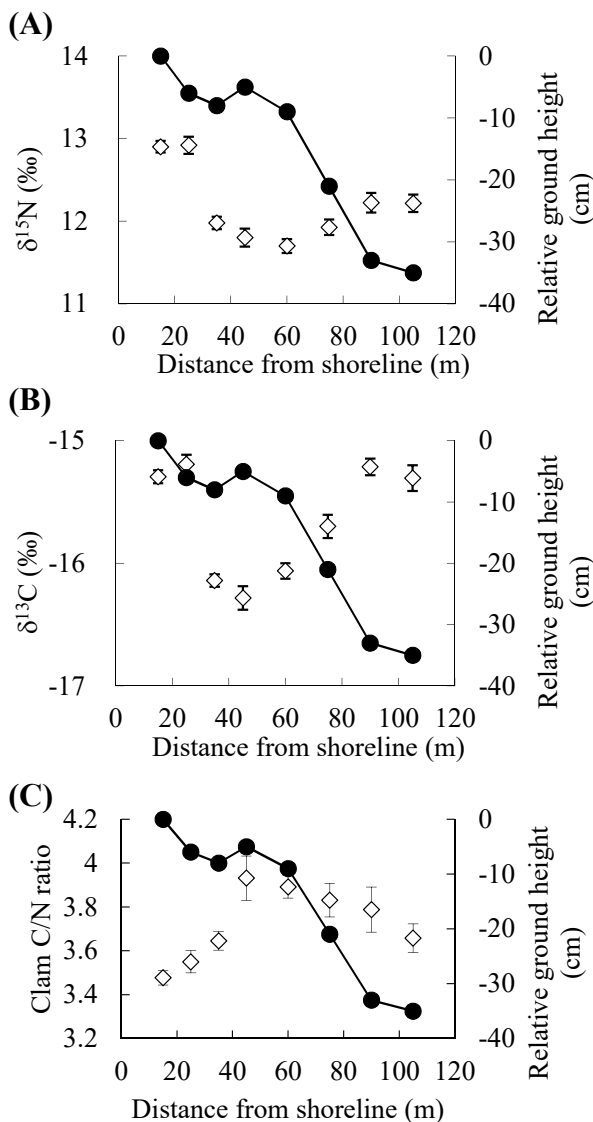 (A)
14
13
12
11
δ¹⁵N (‰)
0
-10
-20
-30
-40
Relative ground height
(cm)
0 20 40 60 80 100 120
Distance from shoreline (m)
(B)
-15
-16
-17
δ¹³C (‰)
0
-10
-20
-30
-40
Relative ground height
(cm)
0 20 40 60 80 100 120
Distance from shoreline (m)
(C)
4.2
4
3.8
3.6
3.4
3.2
Clam C/N ratio
0
-10
-20
-30
-40
Relative ground height
(cm)
0 20 40 60 80 100 120
Distance from shoreline (m)